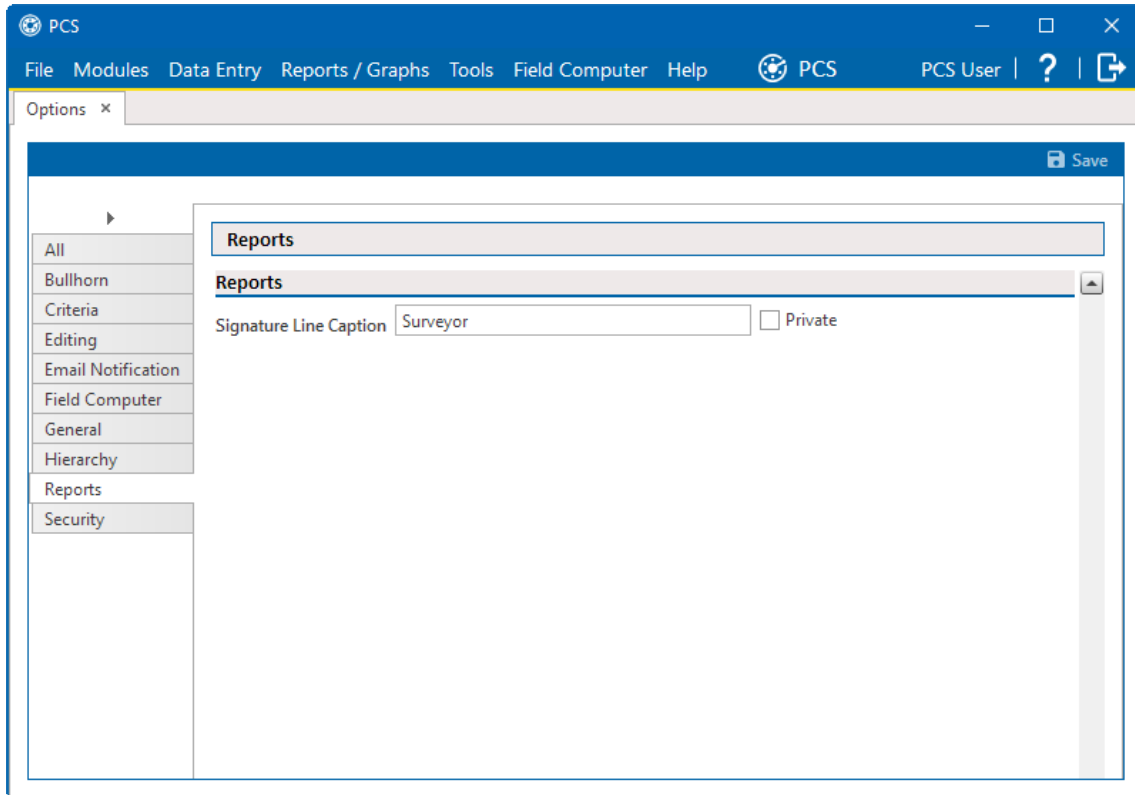 PCS
File Modules Data Entry Reports / Graphs Tools Field Computer Help PCS PCS User | ? |
Options ×
Save
All
Bullhorn
Criteria
Editing
Email Notification
Field Computer
General
Hierarchy
Reports
Security
Reports
Reports
Signature Line Caption Surveyor Private